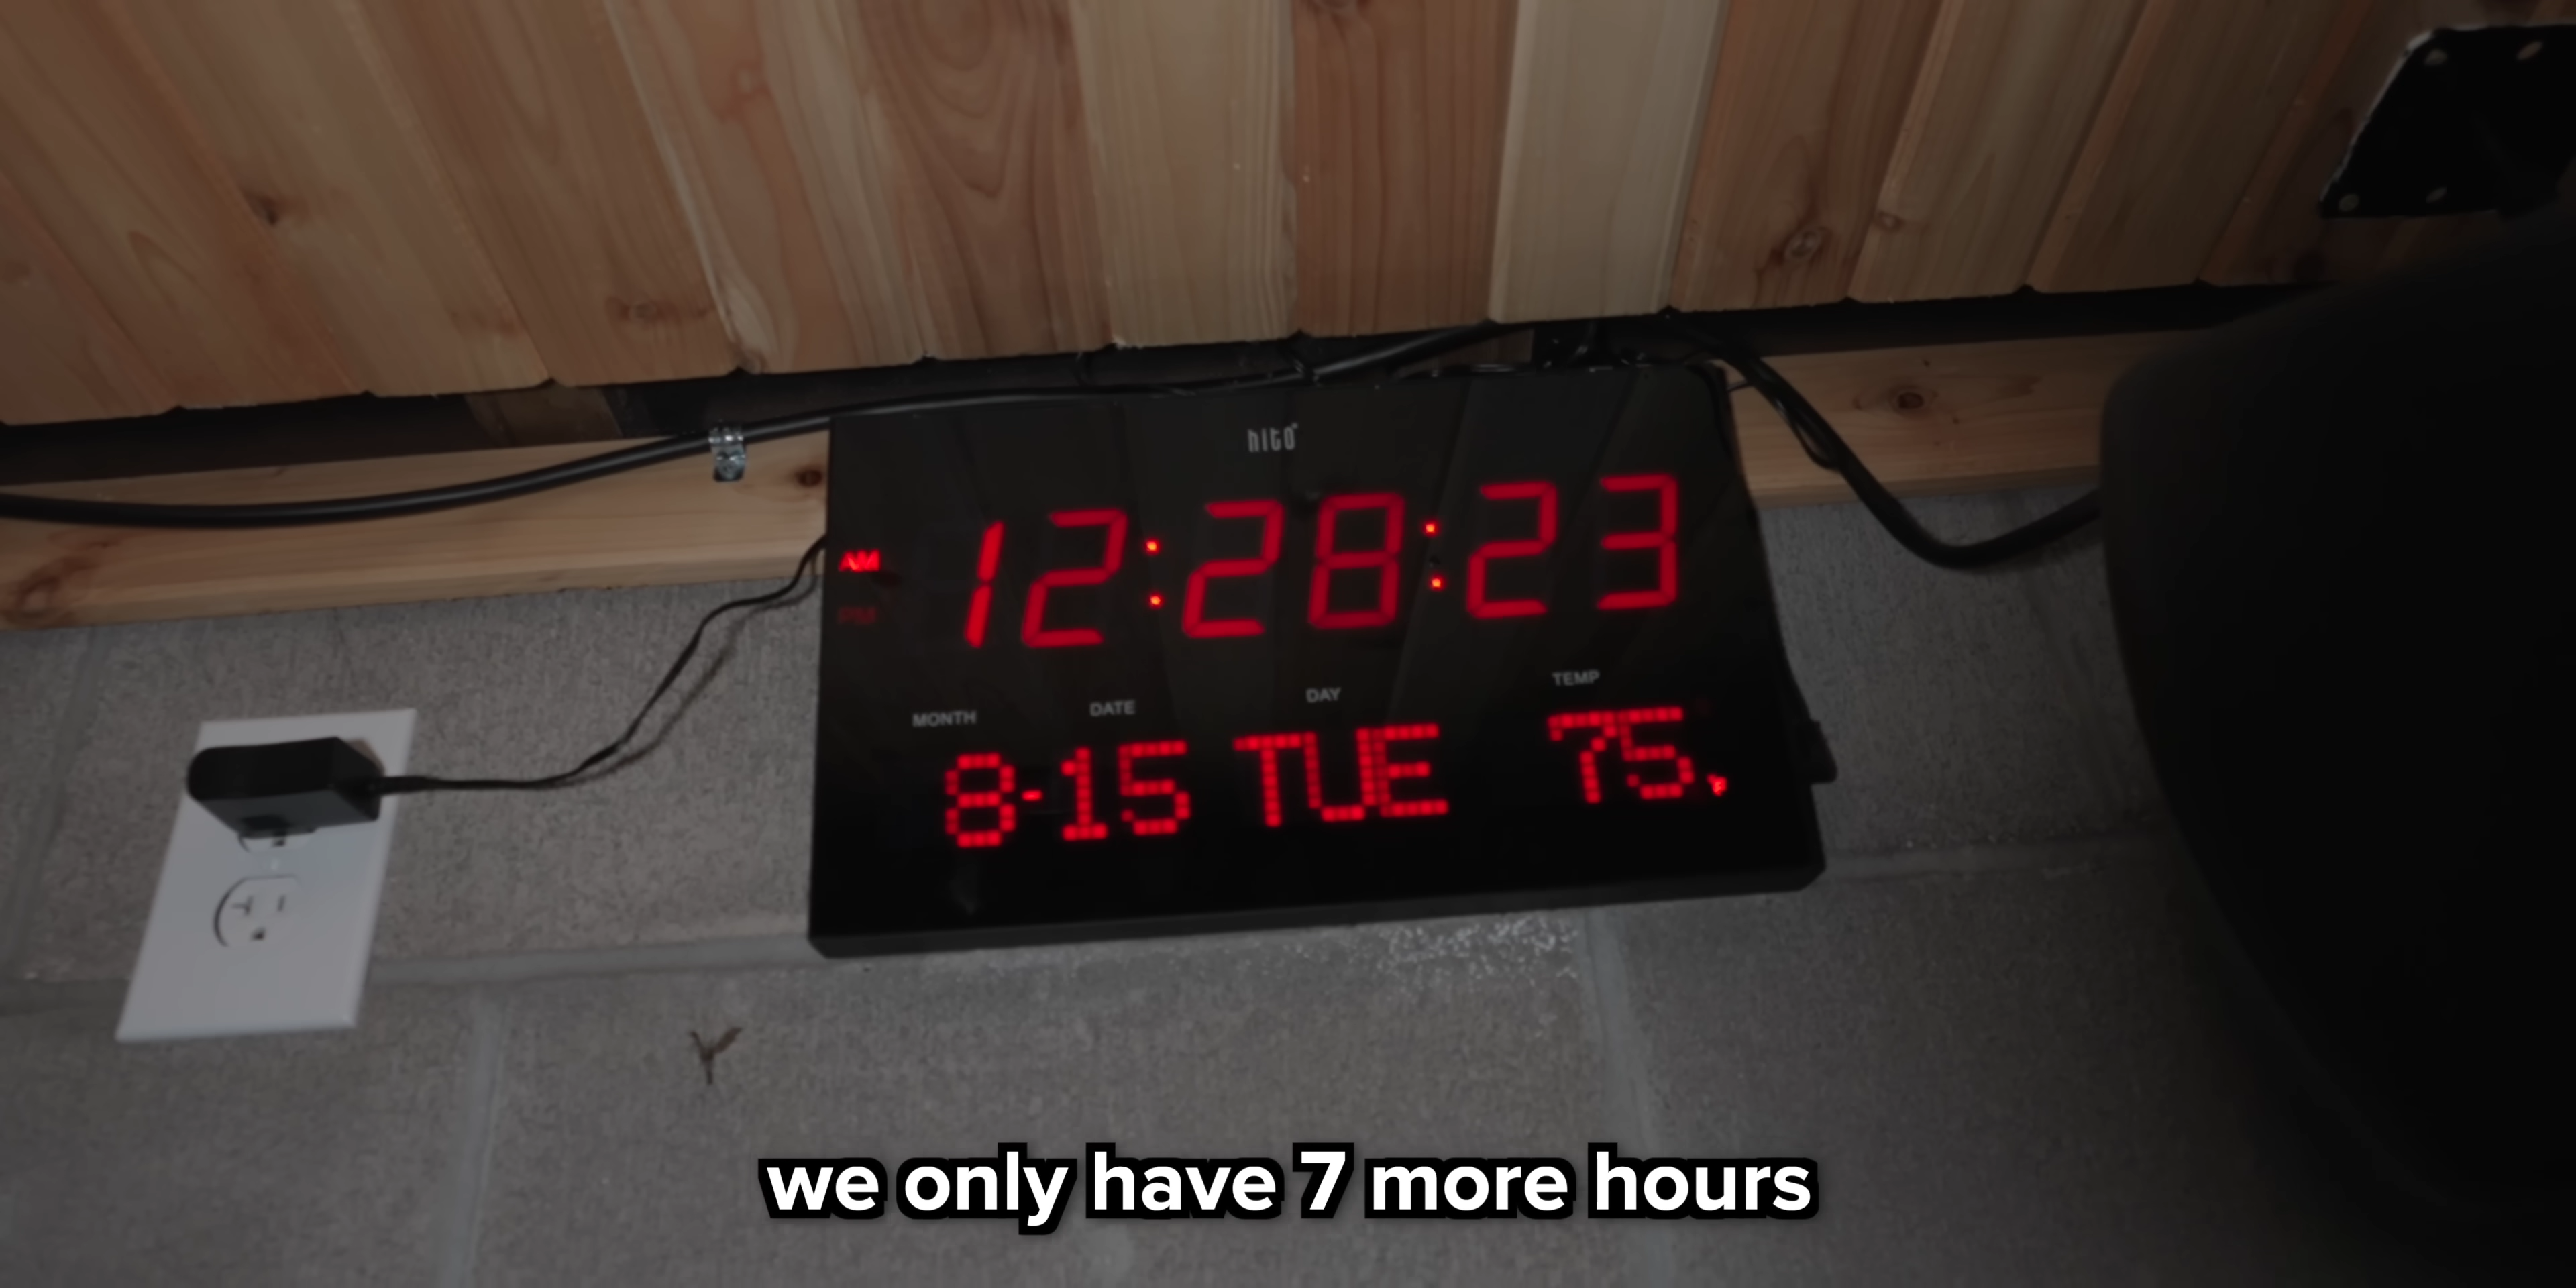 hito
AM
PM
12:28:23
MONTH DATE DAY TEMP
8-15 TUE 75°F
we only have 7 more hours